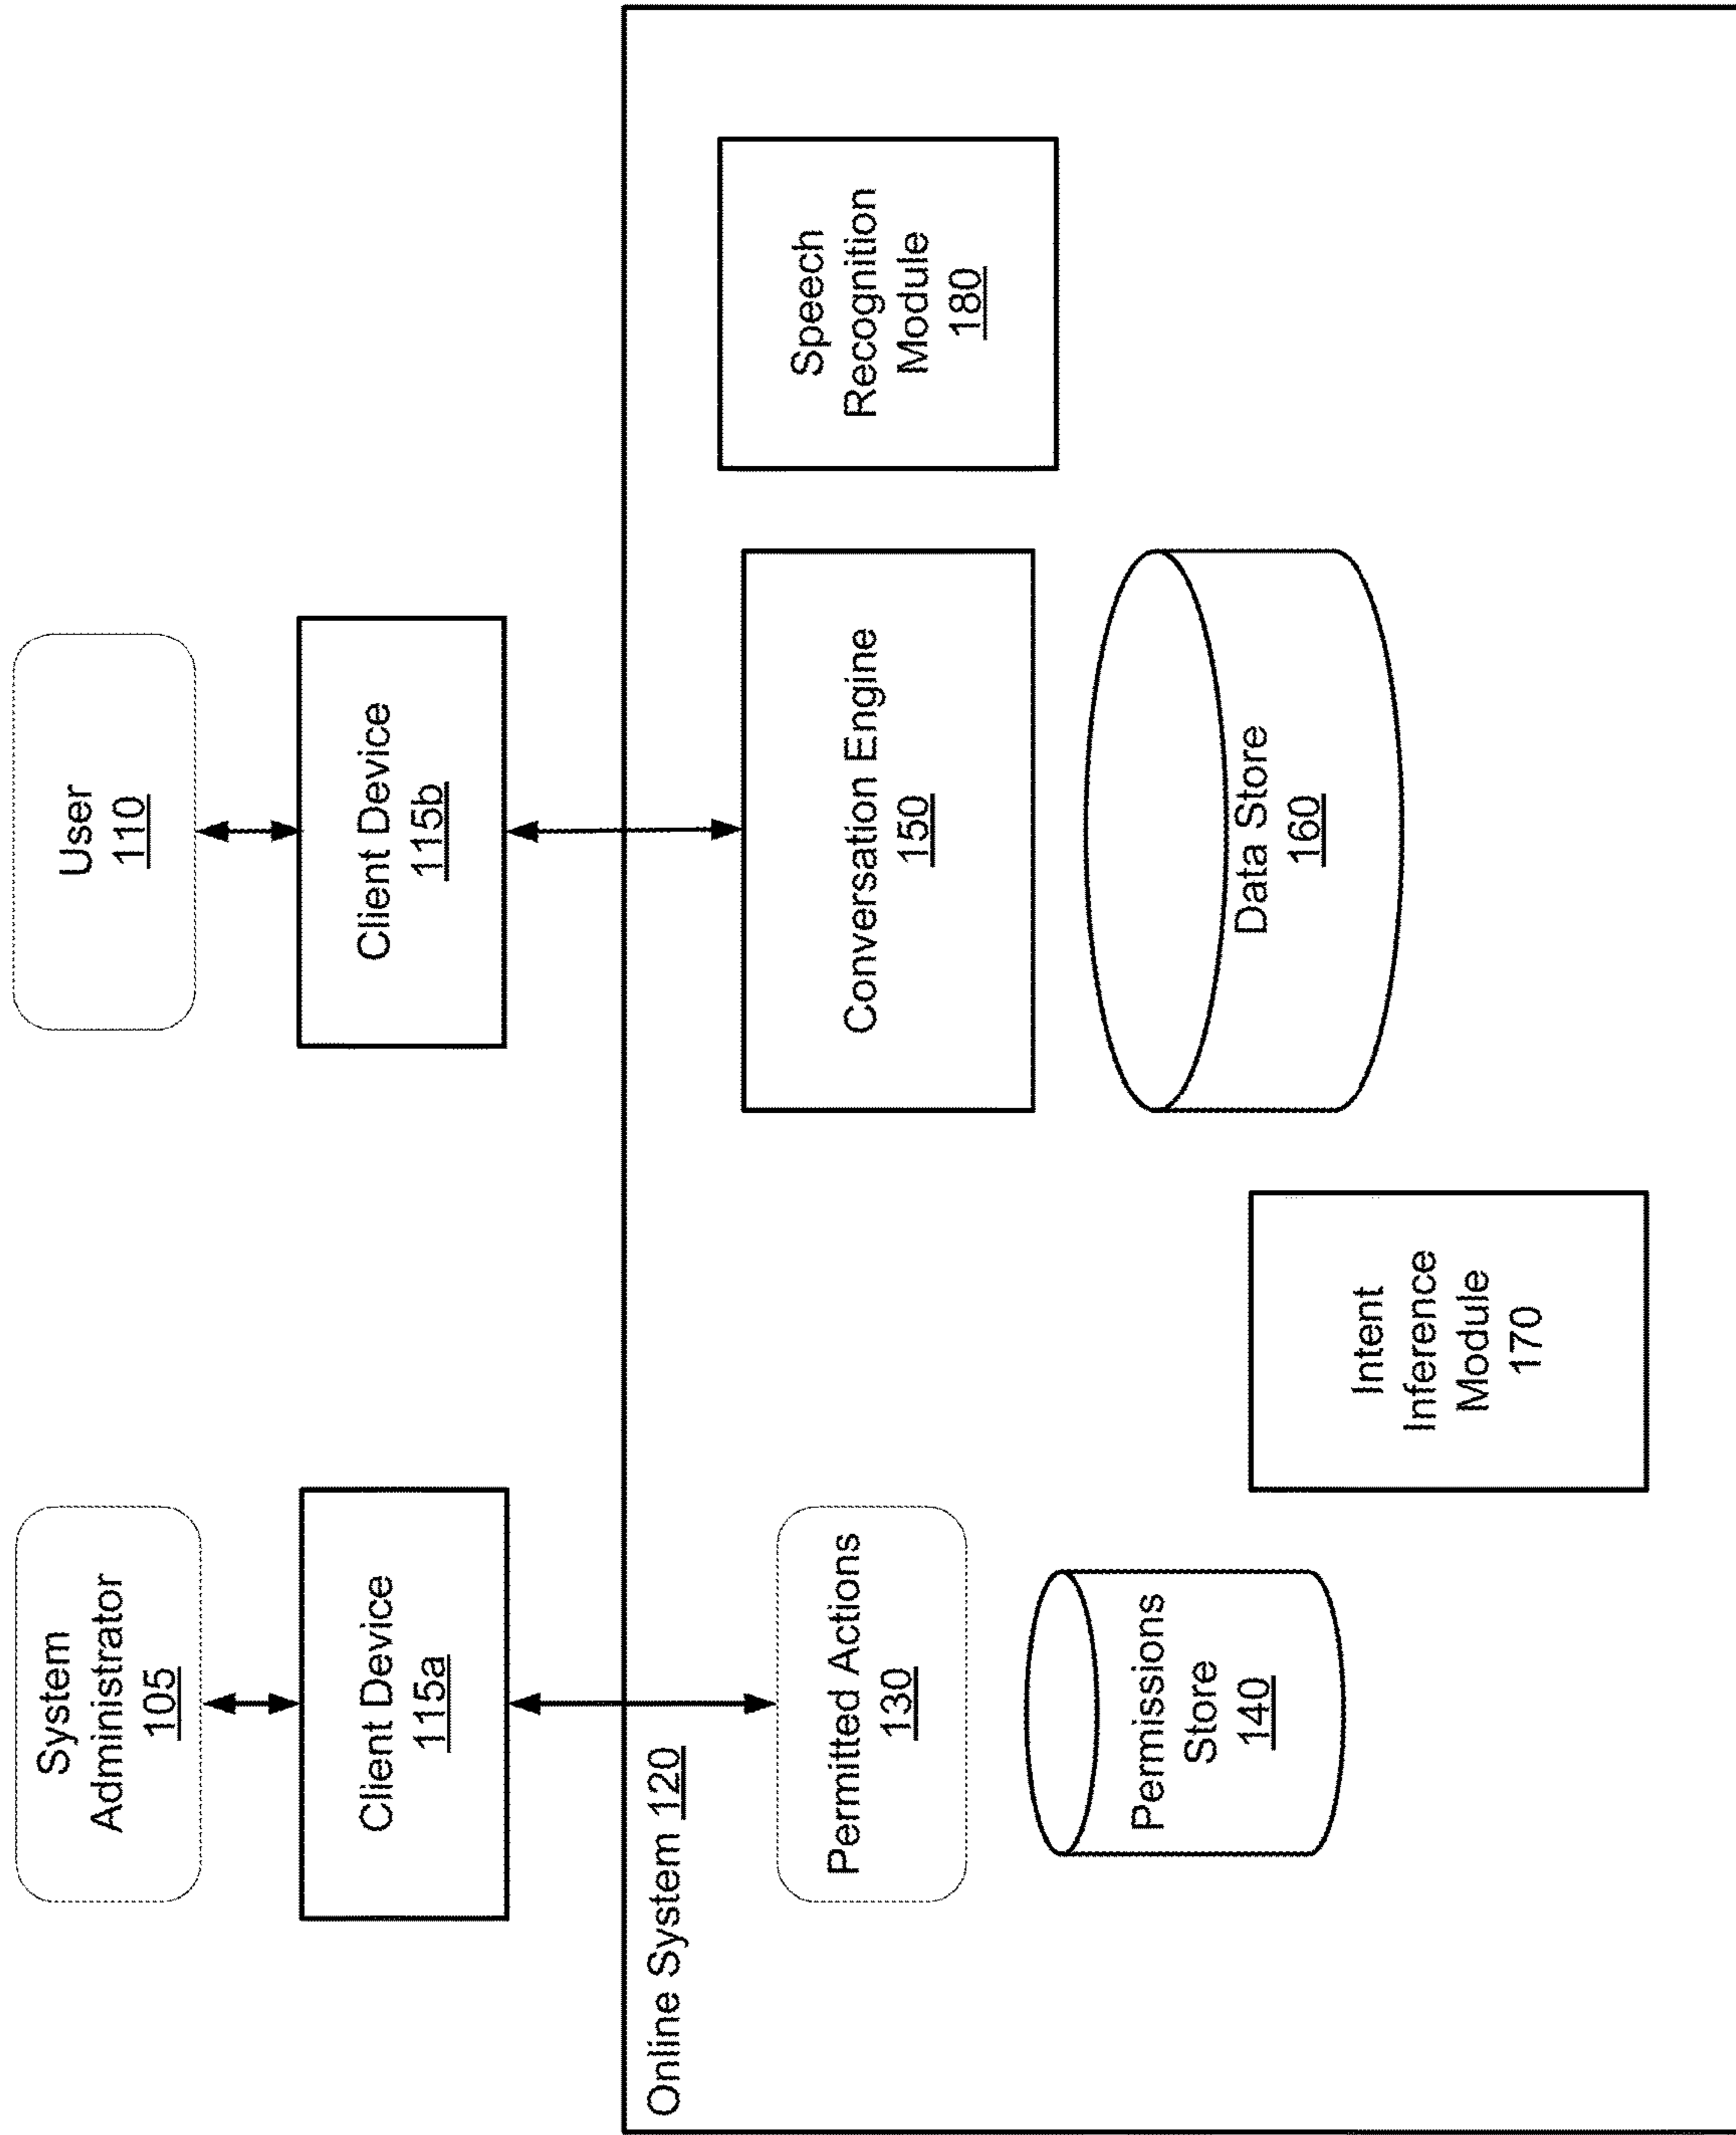 System
Administrator
105
User
110
Client Device
115a
Client Device
115b
Online System 120
Permitted Actions
130
Conversation Engine
150
Speech
Recognition
Module
180
Permissions
Store
140
Data Store
160
Intent
Inference
Module
170